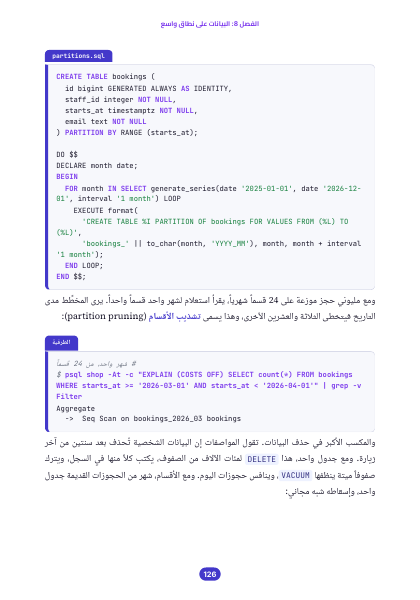 الفصل 8: البيانات على نطاق واسع
partitions.sql
CREATE TABLE bookings (
  id bigint GENERATED ALWAYS AS IDENTITY,
  staff_id integer NOT NULL,
  starts_at timestamptz NOT NULL,
  email text NOT NULL
) PARTITION BY RANGE (starts_at);
DO $$
DECLARE month date;
BEGIN
  FOR month IN SELECT generate_series(date '2025-01-01', date '2026-12-
01', interval '1 month') LOOP
    EXECUTE format(
      'CREATE TABLE %I PARTITION OF bookings FOR VALUES FROM (%L) TO
(%L)',
      'bookings_' || to_char(month, 'YYYY_MM'), month, month + interval
'1 month');
  END LOOP;
END $$;
ومع مليوني حجز موزعة على 24 قسماً شهرياً، يقرأ استعلام لشهر واحد قسماً واحداً. يرى المخطِّط مدى
التاريخ فيتخطى الثلاثة والعشرين الأخرى، وهذا يسمى تشذيب الأقسام (partition pruning):
الطرفية
# شهر واحد، من 24 قسماً
$ psql shop -At -c "EXPLAIN (COSTS OFF) SELECT count(*) FROM bookings
WHERE starts_at >= '2026-03-01' AND starts_at < '2026-04-01'" | grep -v
Filter
Aggregate
  ->  Seq Scan on bookings_2026_03 bookings
والمكسب الأكبر في حذف البيانات. تقول المواصفات إن البيانات الشخصية تُحذف بعد سنتين من آخر
زيارة. ومع جدول واحد، هذا DELETE لمئات الآلاف من الصفوف، يكتب كلاً منها في السجل، ويترك
صفوفاً ميتة ينظفها VACUUM، وينافس حجوزات اليوم. ومع الأقسام، شهر من الحجوزات القديمة جدول
واحد، وإسقاطه شبه مجاني:
126